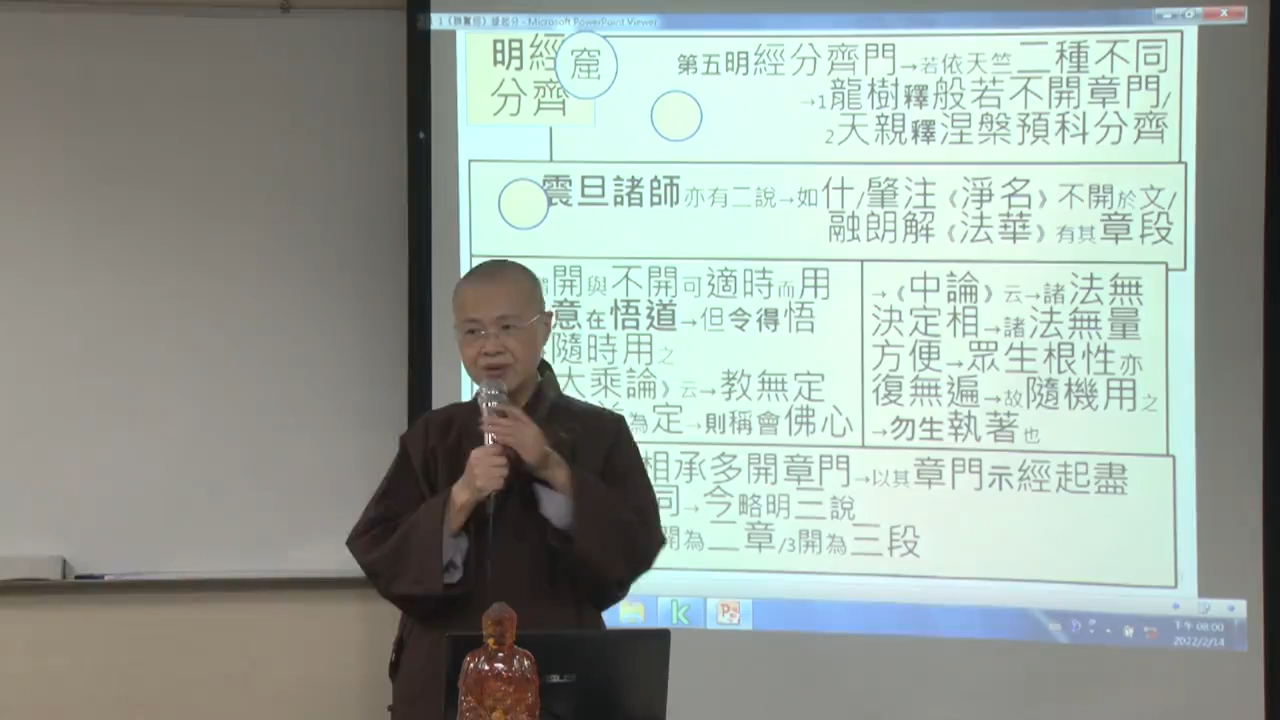 緣起分 - Microsoft PowerPoint Viewer
明經
分齊
窟
第五明經分齊門→若依天竺二種不同
→1龍樹釋般若不開章門/
2天親釋涅槃預科分齊
震旦諸師亦有二說→如什/肇注《淨名》不開於文/
融朗解《法華》有其章段
開與不開可適時而用
意在悟道→但令得悟
隨時用之
大乘論》云→教無定
為定→則稱會佛心
→《中論》云→諸法無
決定相→諸法無量
方便→眾生根性亦
復無遍→故隨機用之
→勿生執著也
相承多開章門→以其章門示經起盡
同→今略明三說
開為二章/3開為三段
下午 08:00
2022/2/14
ASUS